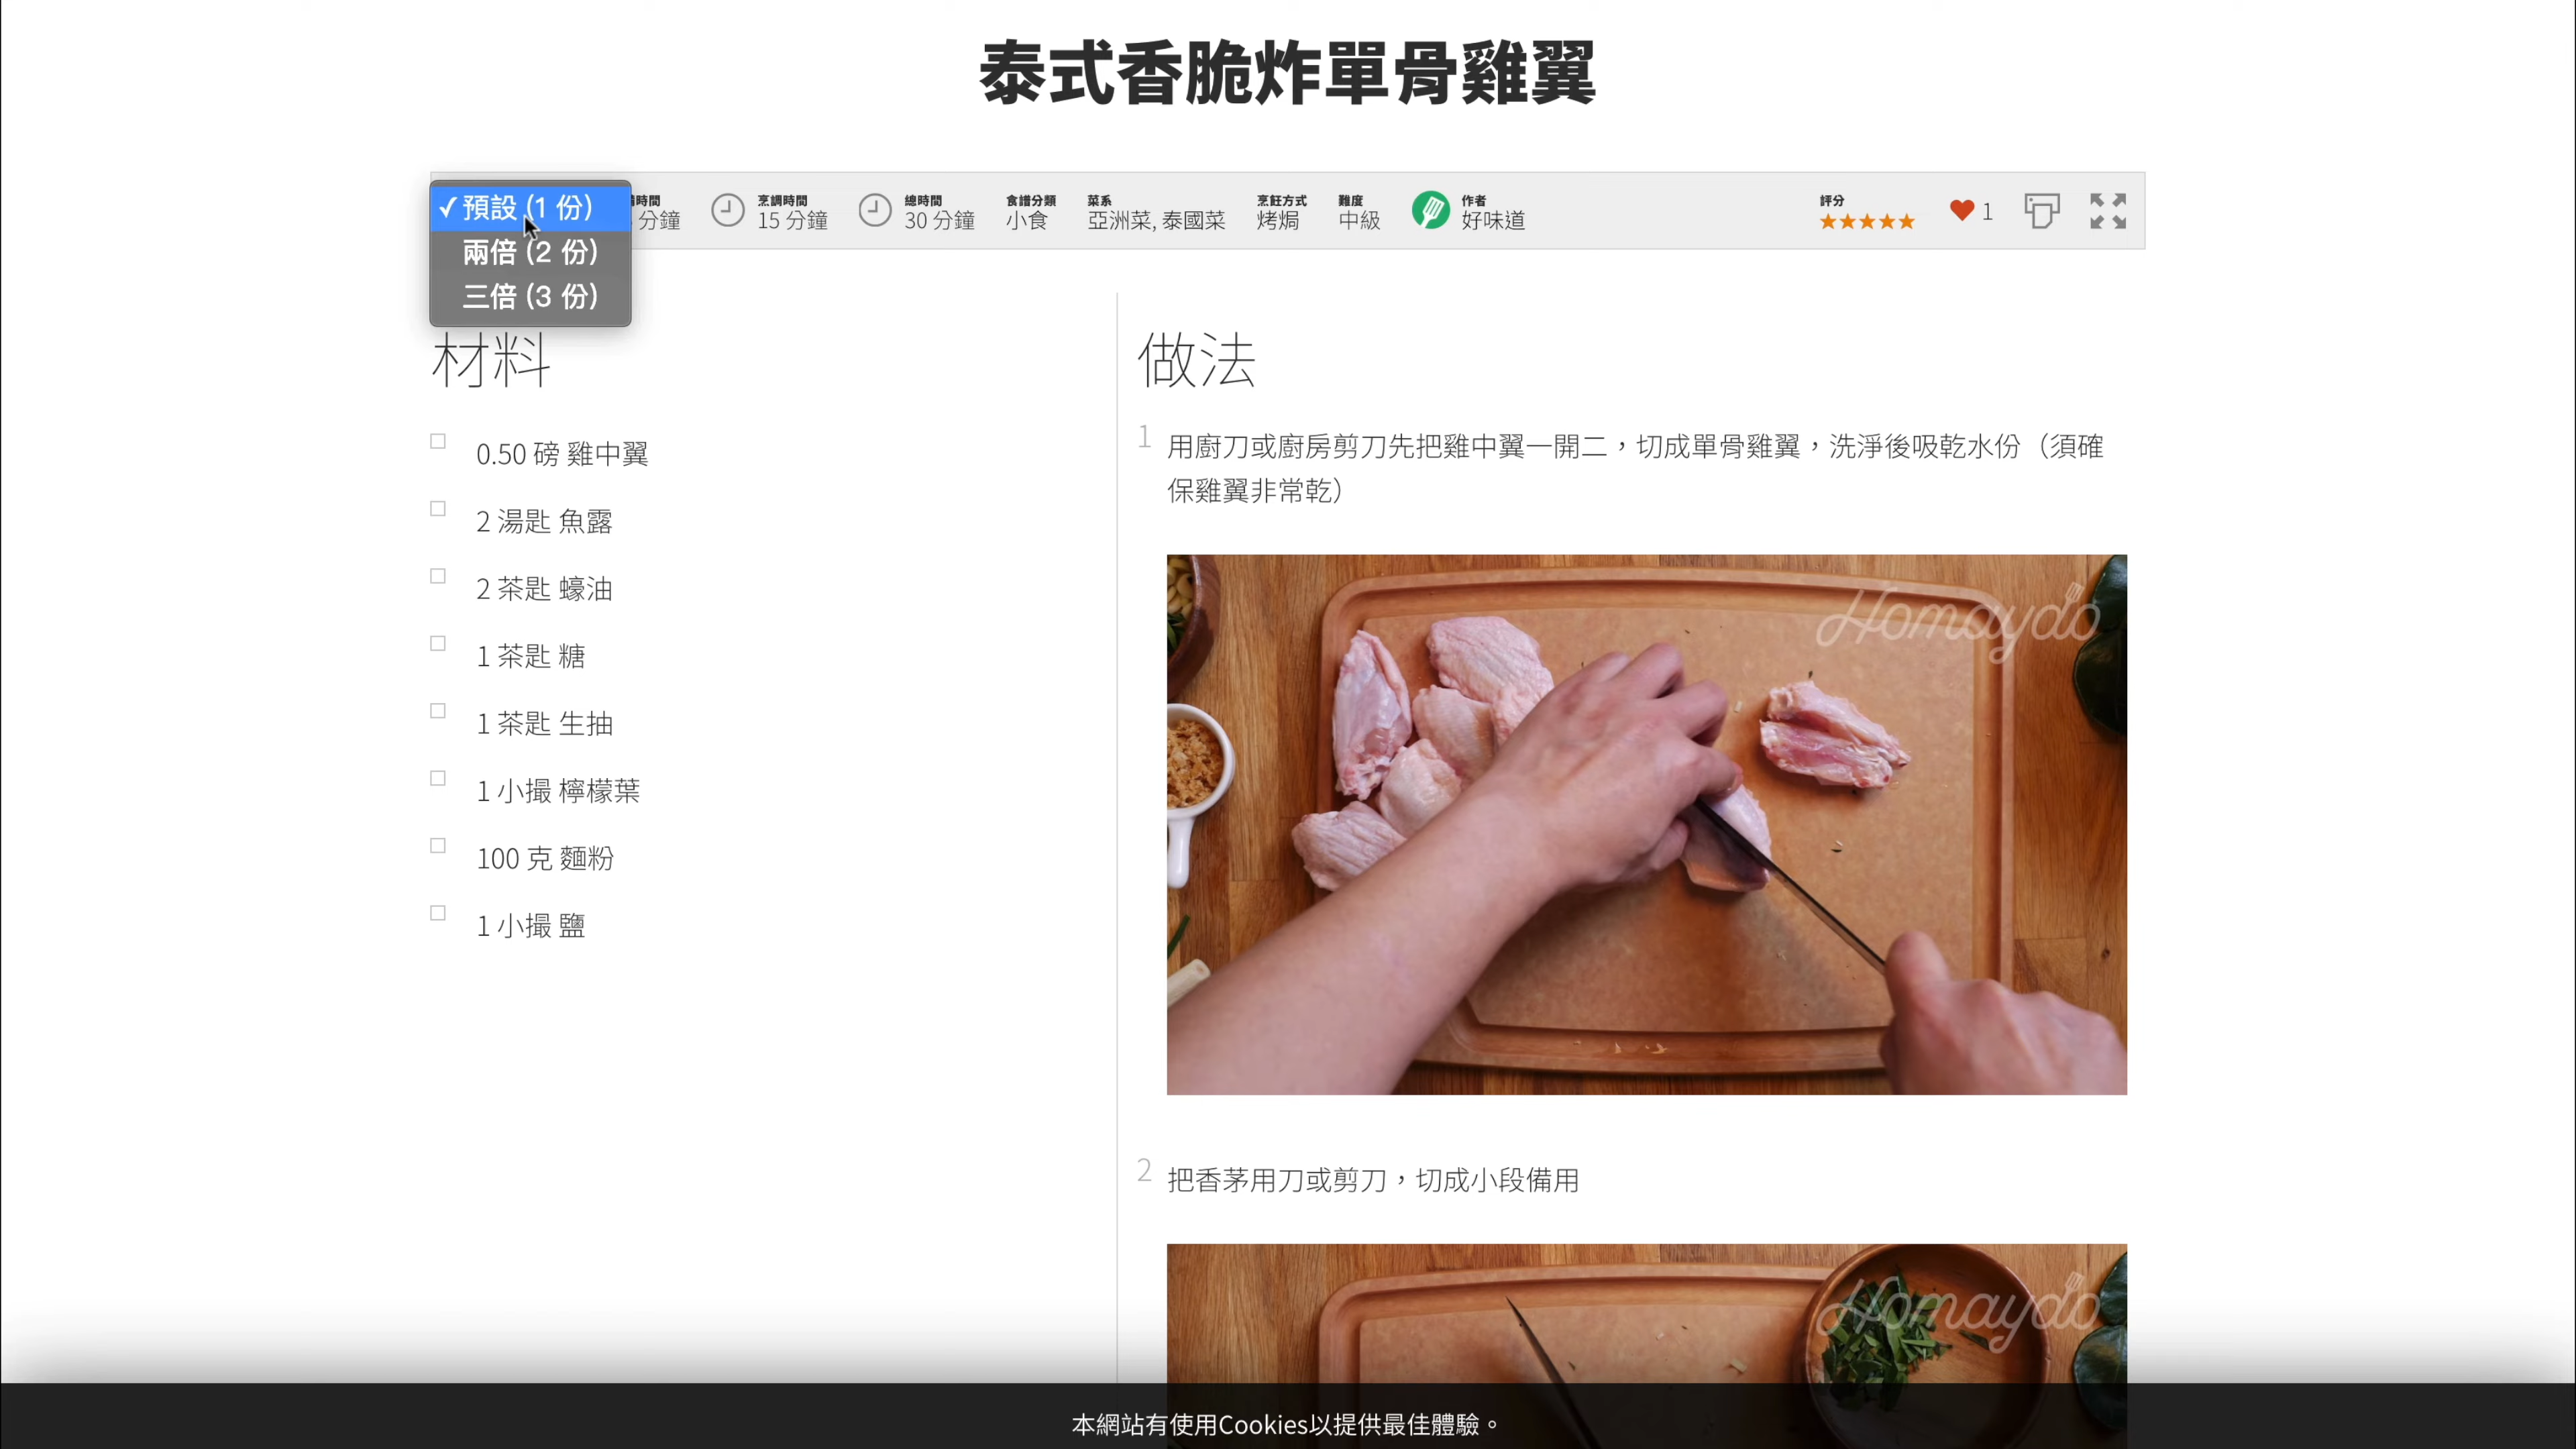 泰式香脆炸單骨雞翼
✓預設 (1 份)
兩倍 (2 份)
三倍 (3 份)
時間
分鐘
烹調時間
15 分鐘
總時間
30 分鐘
食譜分類
小食
菜系
亞洲菜, 泰國菜
烹飪方式
烤焗
難度
中級
作者
好味道
評分
1
材料
0.50 磅 雞中翼
2 湯匙 魚露
2 茶匙 蠔油
1 茶匙 糖
1 茶匙 生抽
1 小撮 檸檬葉
100 克 麵粉
1 小撮 鹽
做法
1 用廚刀或廚房剪刀先把雞中翼一開二，切成單骨雞翼，洗淨後吸乾水份（須確
保雞翼非常乾）
Homaydo
2 把香茅用刀或剪刀，切成小段備用
Homaydo
本網站有使用Cookies以提供最佳體驗。